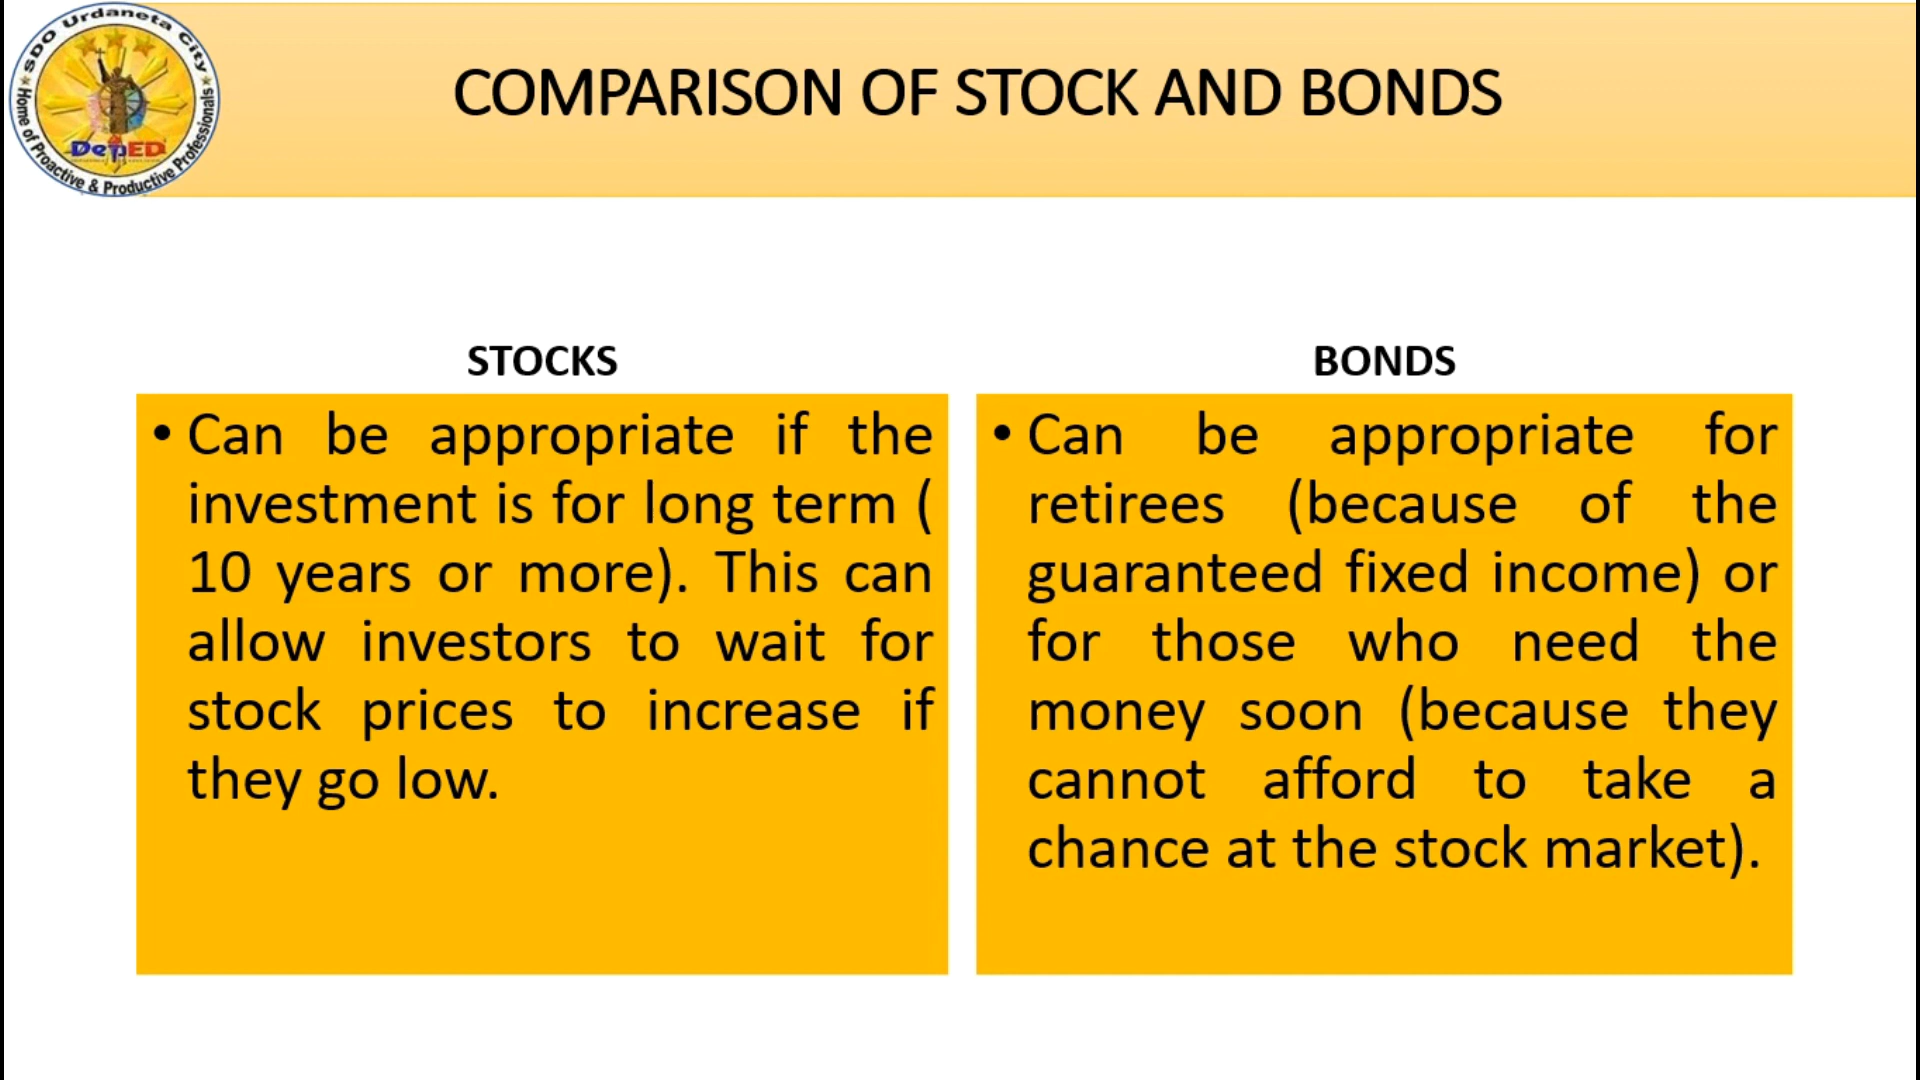 SDO Urdaneta City
Home of Proactive & Productive Professionals
DepED
COMPARISON OF STOCK AND BONDS
STOCKS
• Can be appropriate if the
investment is for long term (
10 years or more). This can
allow investors to wait for
stock prices to increase if
they go low.
BONDS
• Can be appropriate for
retirees (because of the
guaranteed fixed income) or
for those who need the
money soon (because they
cannot afford to take a
chance at the stock market).